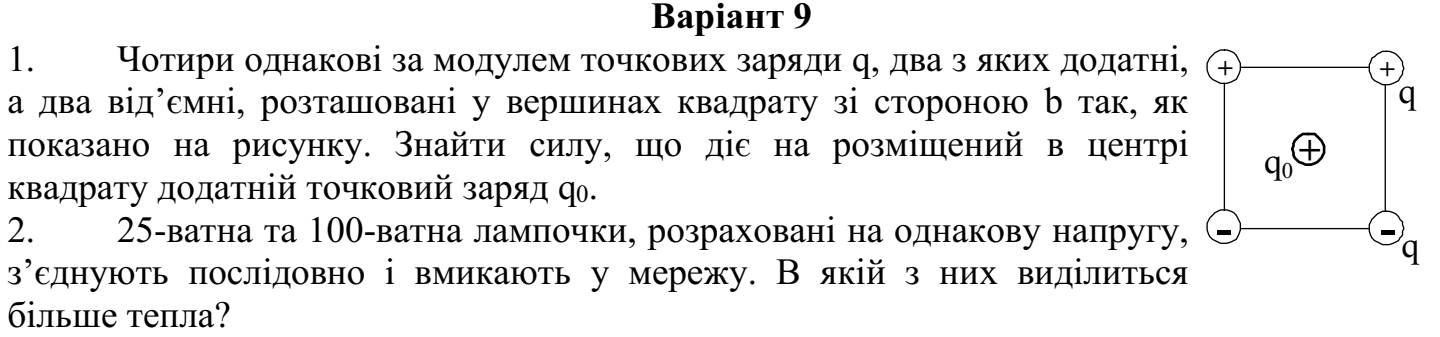 Варіант 9
1. Чотири однакові за модулем точкових заряди q, два з яких додатні,
а два від’ємні, розташовані у вершинах квадрату зі стороною b так, як
показано на рисунку. Знайти силу, що діє на розміщений в центрі
квадрату додатній точковий заряд q₀.
2. 25-ватна та 100-ватна лампочки, розраховані на однакову напругу,
з’єднують послідовно і вмикають у мережу. В якій з них виділиться
більше тепла?
+ +
q
q₀ +
- -
q